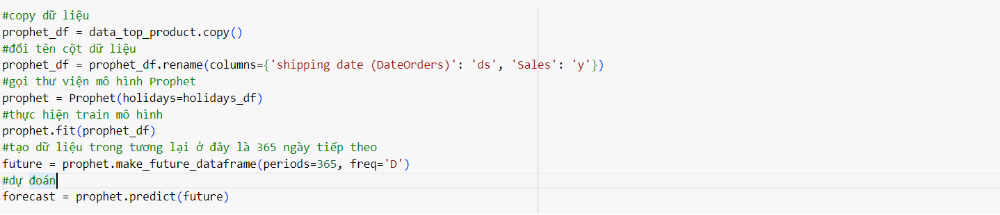 #copy dữ liệu
prophet_df = data_top_product.copy()
#đổi tên cột dữ liệu
prophet_df = prophet_df.rename(columns={'shipping date (DateOrders)': 'ds', 'Sales': 'y'})
#gọi thư viện mô hình Prophet
prophet = Prophet(holidays=holidays_df)
#thực hiện train mô hình
prophet.fit(prophet_df)
#tạo dữ liệu trong tương lại ở đây là 365 ngày tiếp theo
future = prophet.make_future_dataframe(periods=365, freq='D')
#dự đoán
forecast = prophet.predict(future)